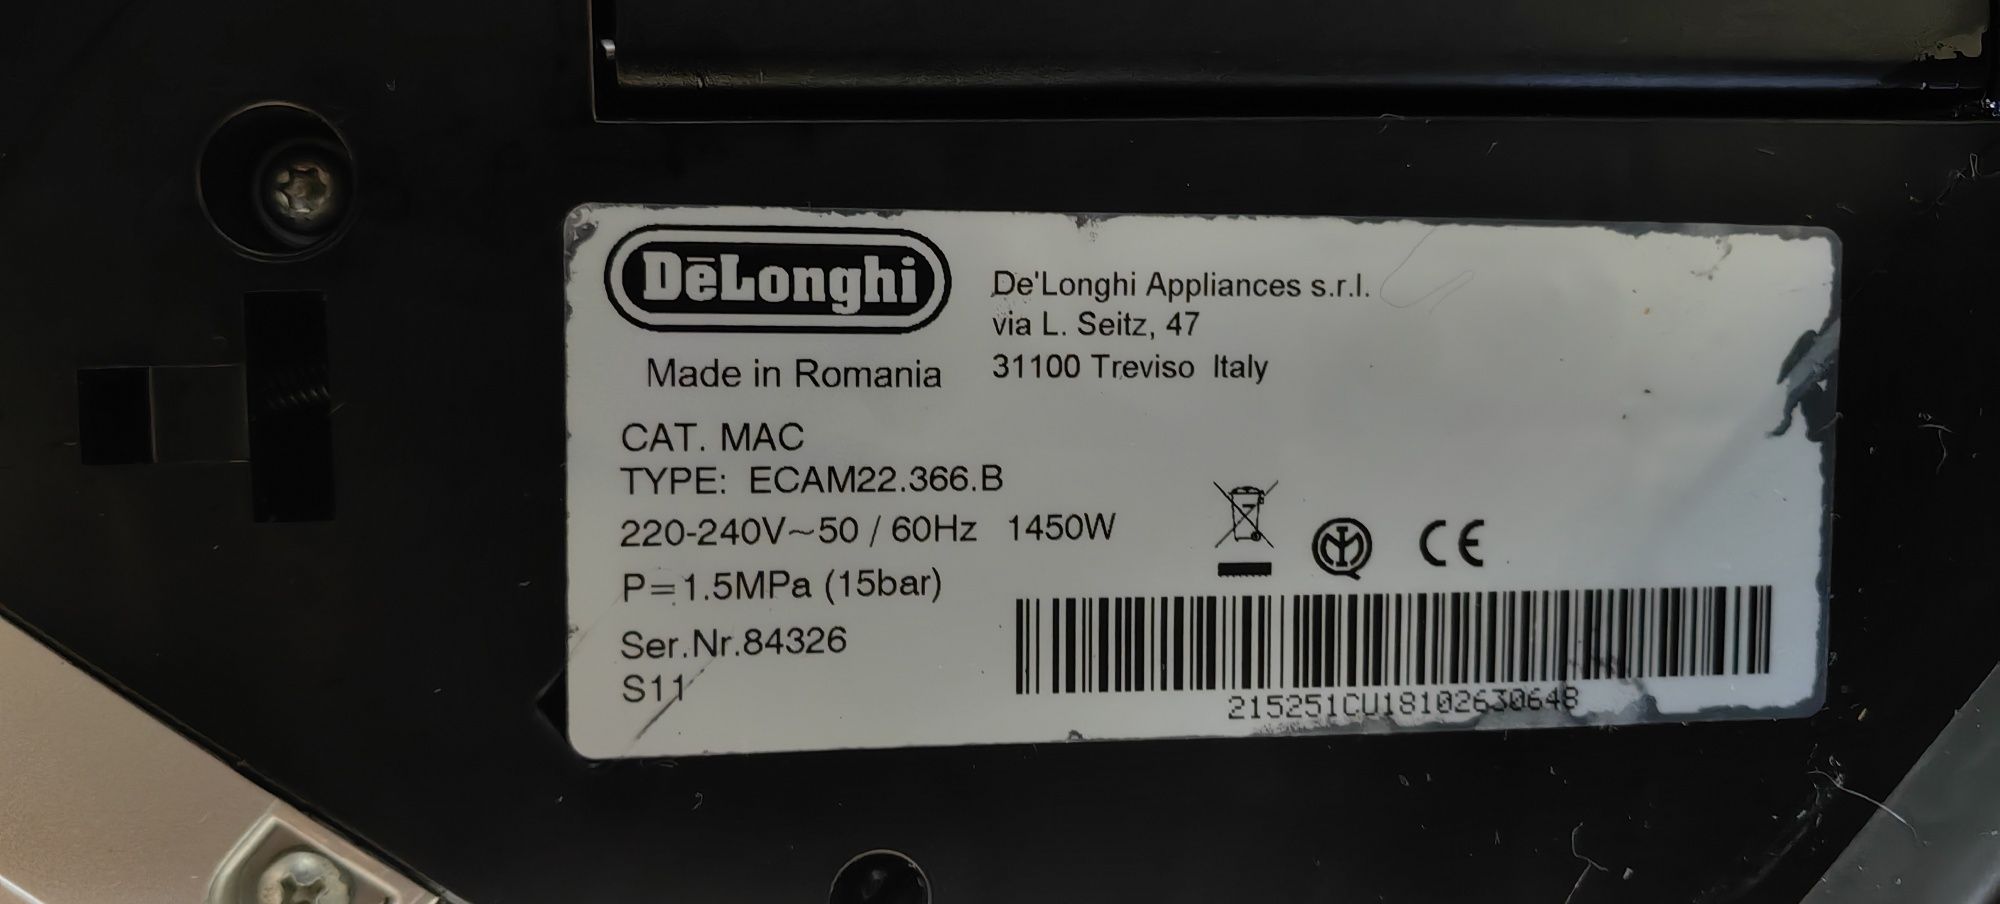 DēLonghi
De'Longhi Appliances s.r.l.
via L. Seitz, 47
31100 Treviso Italy
Made in Romania
CAT. MAC
TYPE: ECAM22.366.B
220-240V~50 / 60Hz 1450W
P=1.5MPa (15bar)
Ser.Nr.84326
S11
CE
215251CU18102630648